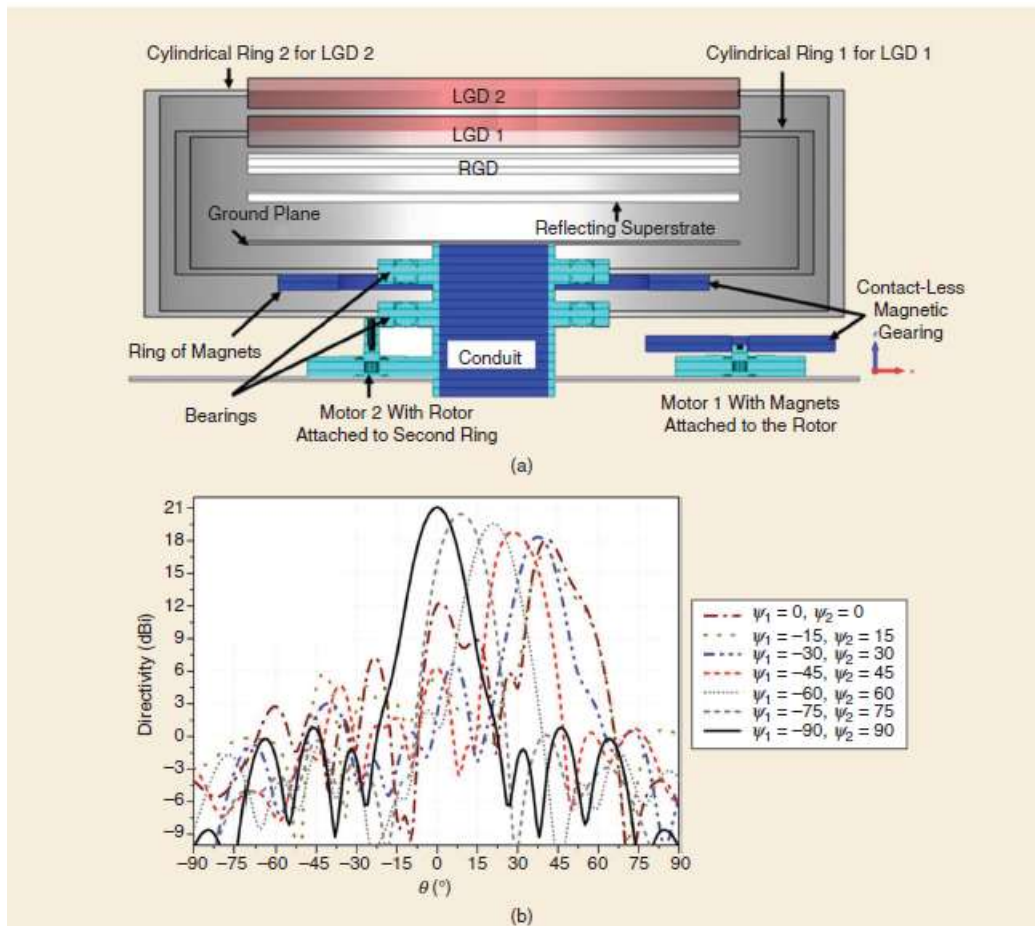 Cylindrical Ring 2 for LGD 2
Cylindrical Ring 1 for LGD 1
LGD 2
LGD 1
RGD
Ground Plane
Reflecting Superstrate
Contact-Less
Magnetic
Gearing
Ring of Magnets
Conduit
Bearings
Motor 2 With Rotor
Attached to Second Ring
Motor 1 With Magnets
Attached to the Rotor
(a)
21
18
15
12
9
6
3
0
−3
−6
−9
Directivity (dBi)
−90 −75 −60 −45 −30 −15 0 15 30 45 60 75 90
θ (°)
ψ1 = 0, ψ2 = 0
ψ1 = −15, ψ2 = 15
ψ1 = −30, ψ2 = 30
ψ1 = −45, ψ2 = 45
ψ1 = −60, ψ2 = 60
ψ1 = −75, ψ2 = 75
ψ1 = −90, ψ2 = 90
(b)